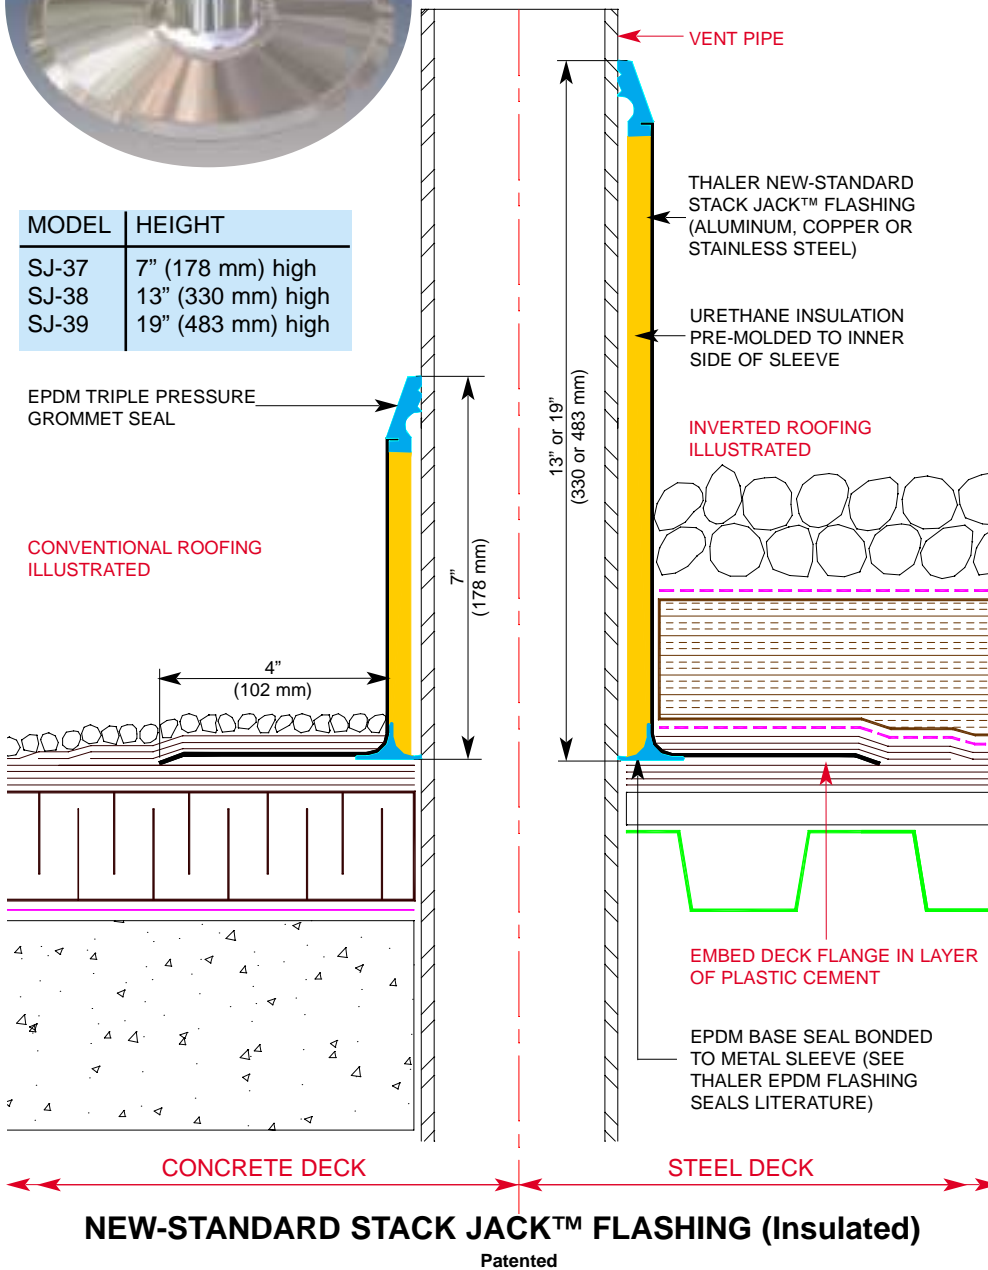 VENT PIPE
THALER NEW-STANDARD
STACK JACK™ FLASHING
(ALUMINUM, COPPER OR
STAINLESS STEEL)
MODEL HEIGHT
SJ-37 7” (178 mm) high
SJ-38 13” (330 mm) high
SJ-39 19” (483 mm) high
URETHANE INSULATION
PRE-MOLDED TO INNER
SIDE OF SLEEVE
EPDM TRIPLE PRESSURE
GROMMET SEAL
13” or 19”
(330 or 483 mm)
INVERTED ROOFING
ILLUSTRATED
CONVENTIONAL ROOFING
ILLUSTRATED
7”
(178 mm)
4”
(102 mm)
EMBED DECK FLANGE IN LAYER
OF PLASTIC CEMENT
EPDM BASE SEAL BONDED
TO METAL SLEEVE (SEE
THALER EPDM FLASHING
SEALS LITERATURE)
CONCRETE DECK
STEEL DECK
NEW-STANDARD STACK JACK™ FLASHING (Insulated)
Patented